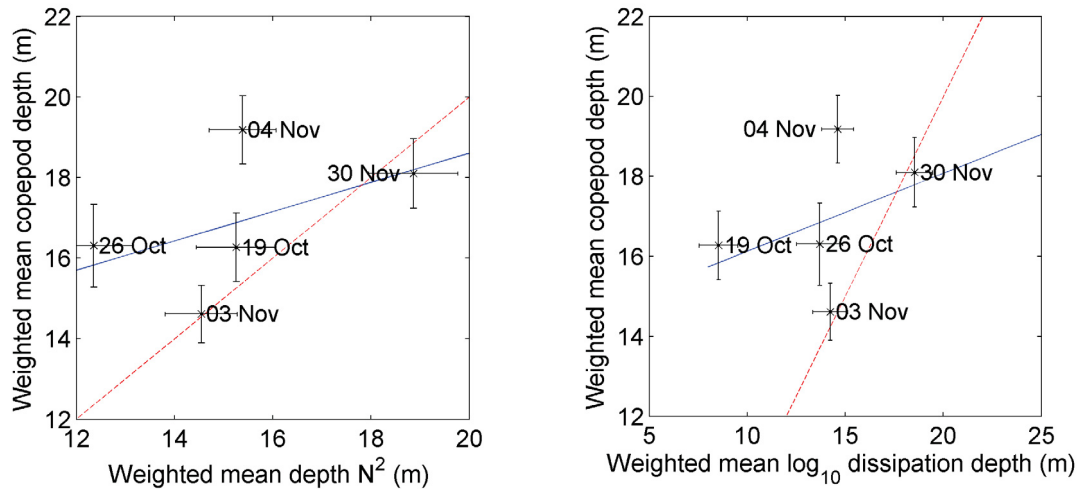 22
20
18
16
14
12
Weighted mean copepod depth (m)
04 Nov
30 Nov
26 Oct
19 Oct
03 Nov
12 14 16 18 20
Weighted mean depth N² (m)
22
20
18
16
14
12
Weighted mean copepod depth (m)
04 Nov
30 Nov
19 Oct
26 Oct
03 Nov
5 10 15 20 25
Weighted mean log₁₀ dissipation depth (m)